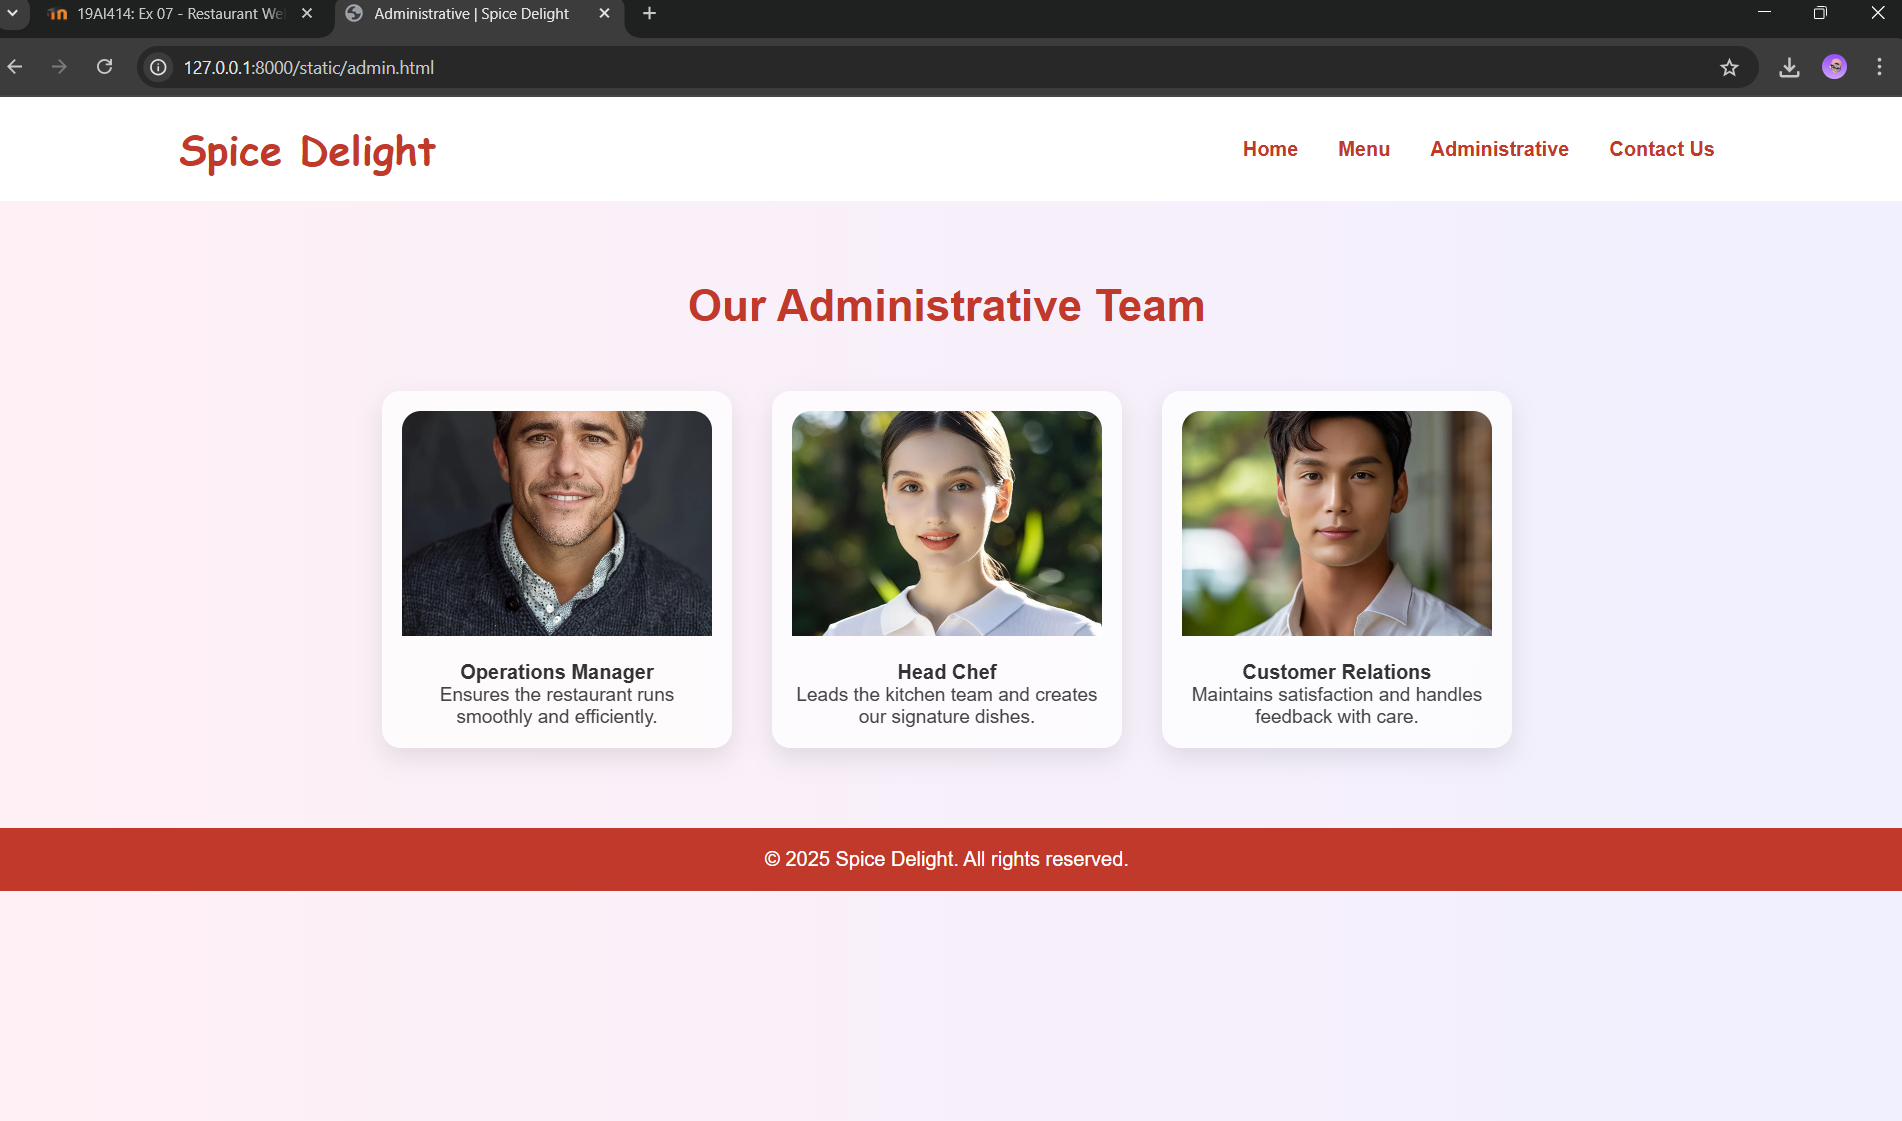 19AI414: Ex 07 - Restaurant We
Administrative | Spice Delight
127.0.0.1:8000/static/admin.html
Spice Delight
Home Menu Administrative Contact Us
Our Administrative Team
Operations Manager
Ensures the restaurant runs
smoothly and efficiently.
Head Chef
Leads the kitchen team and creates
our signature dishes.
Customer Relations
Maintains satisfaction and handles
feedback with care.
© 2025 Spice Delight. All rights reserved.